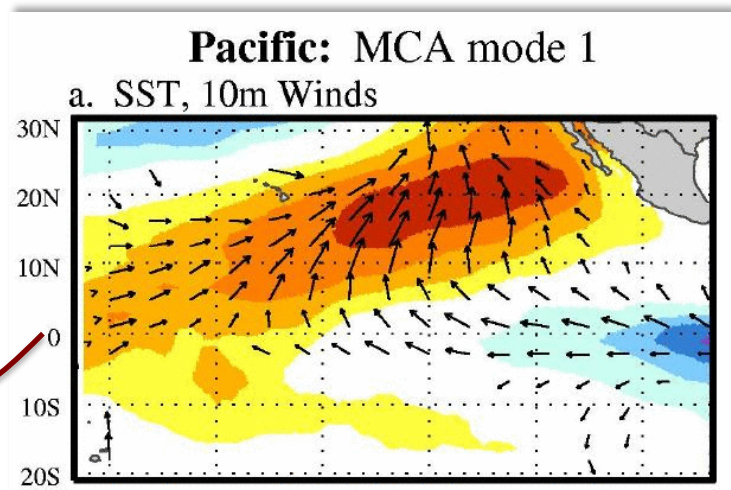 Pacific: MCA mode 1
a. SST, 10m Winds
30N
20N
10N
0
10S
20S